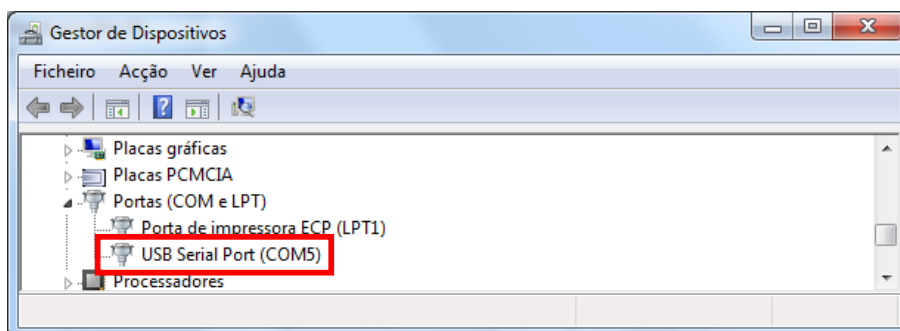 Gestor de Dispositivos
Ficheiro Acção Ver Ajuda
Placas gráficas
Placas PCMCIA
Portas (COM e LPT)
Porta de impressora ECP (LPT1)
USB Serial Port (COM5)
Processadores